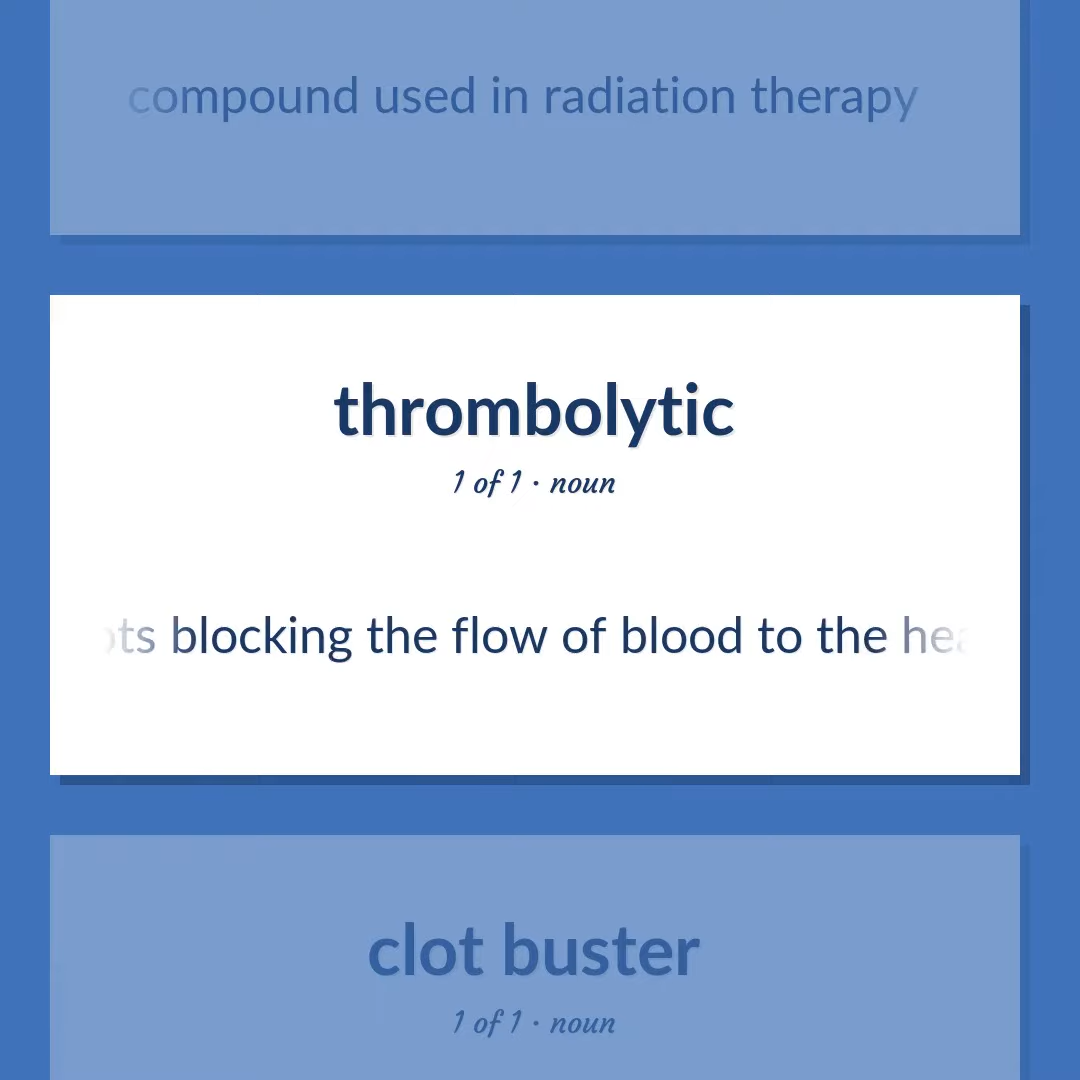 compound used in radiation therapy
thrombolytic
1 of 1 · noun
blocking the flow of blood to the
clot buster
1 of 1 · noun